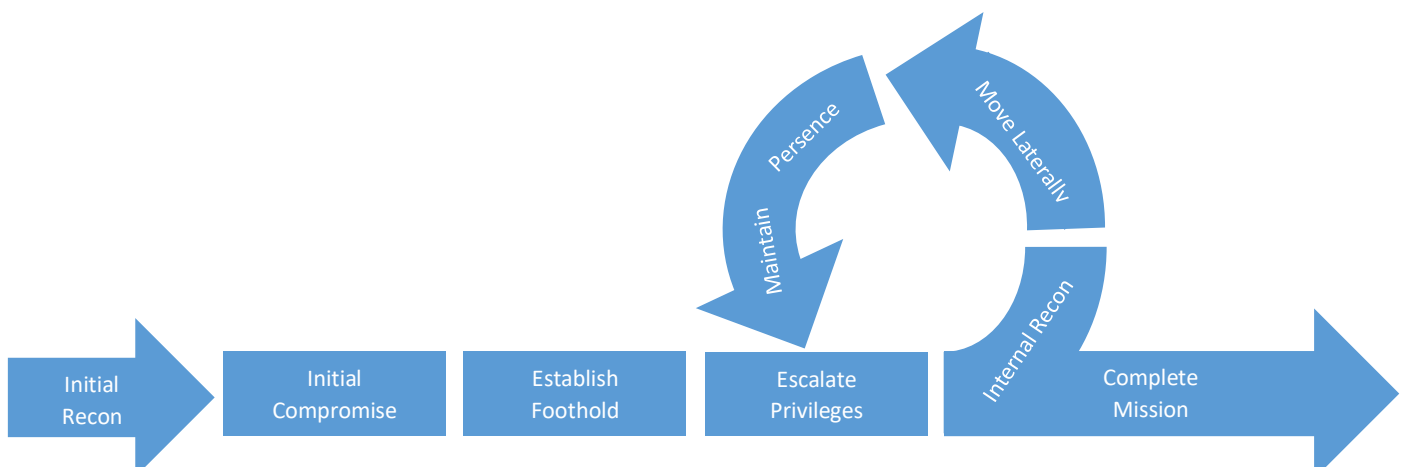 Initial
Recon
Initial
Compromise
Establish
Foothold
Escalate
Privileges
Internal Recon
Move Laterally
Maintain
Persence
Complete
Mission